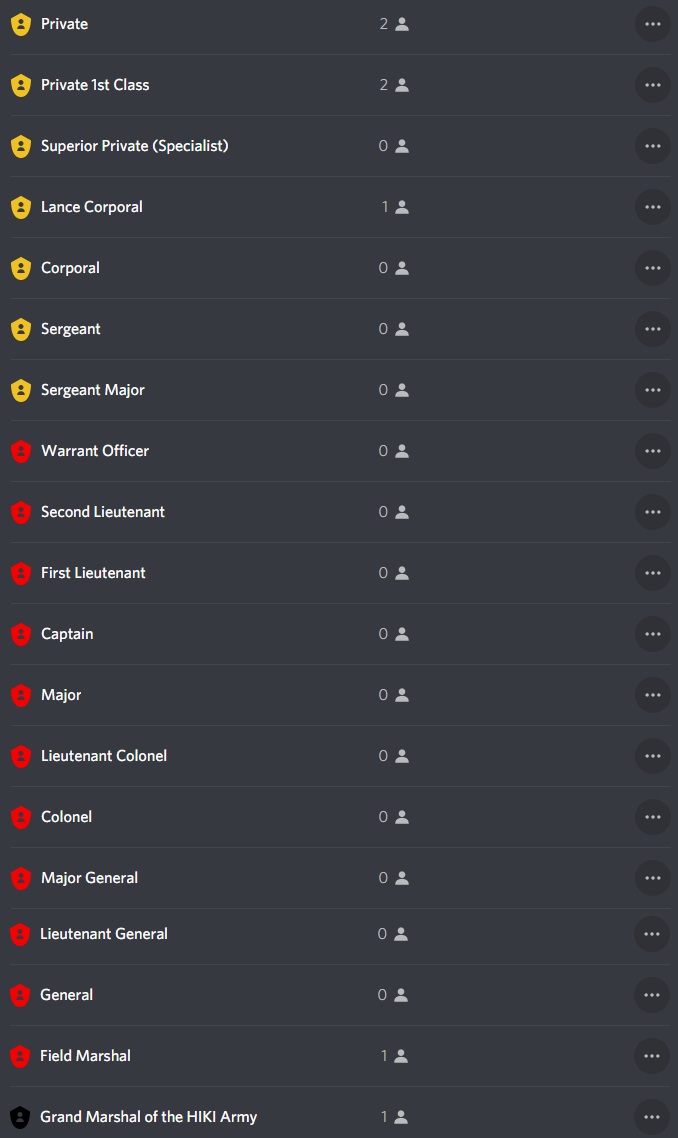 Private 2
Private 1st Class 2
Superior Private (Specialist) 0
Lance Corporal 1
Corporal 0
Sergeant 0
Sergeant Major 0
Warrant Officer 0
Second Lieutenant 0
First Lieutenant 0
Captain 0
Major 0
Lieutenant Colonel 0
Colonel 0
Major General 0
Lieutenant General 0
General 0
Field Marshal 1
Grand Marshal of the HIKI Army 1